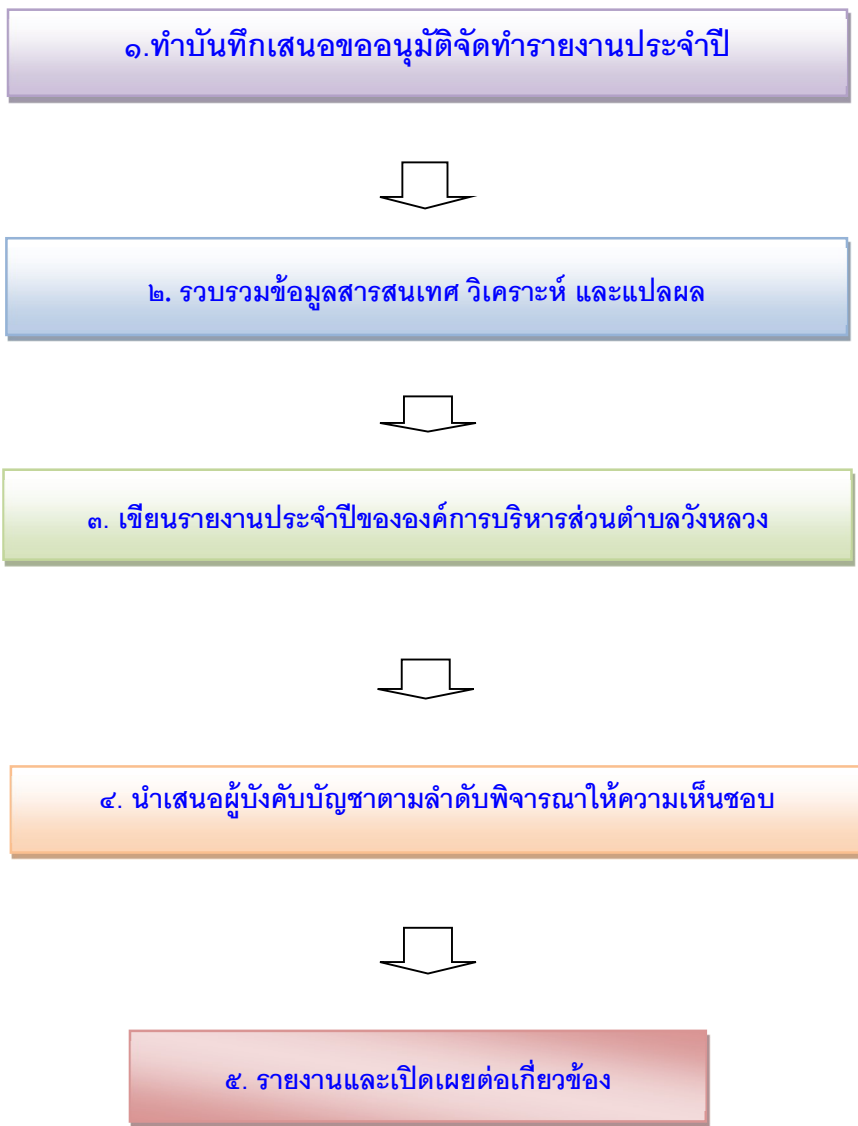 ๑.ทำบันทึกเสนอขออนุมัติจัดทำรายงานประจำปี
๒. รวบรวมข้อมูลสารสนเทศ วิเคราะห์ และแปลผล
๓. เขียนรายงานประจำปีขององค์การบริหารส่วนตำบลวังหลวง
๔. นำเสนอผู้บังคับบัญชาตามลำดับพิจารณาให้ความเห็นชอบ
๕. รายงานและเปิดเผยต่อเกี่ยวข้อง